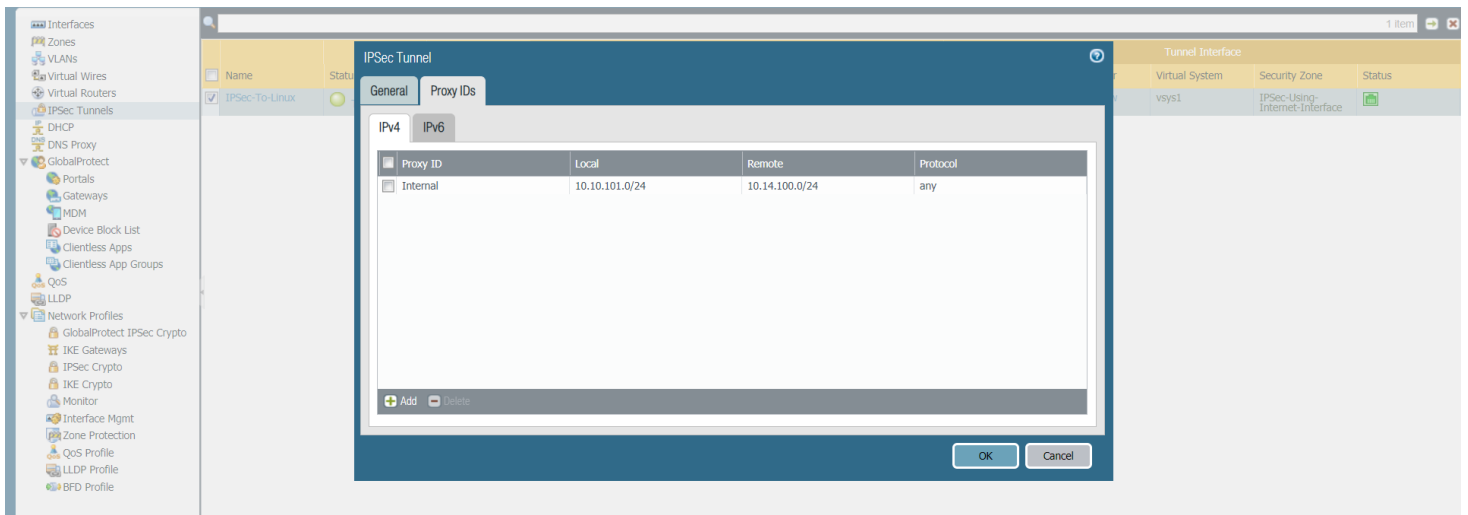 Interfaces
Zones
VLANs
Virtual Wires
Virtual Routers
IPSec Tunnels
DHCP
DNS Proxy
GlobalProtect
Portals
Gateways
MDM
Device Block List
Clientless Apps
Clientless App Groups
QoS
LLDP
Network Profiles
GlobalProtect IPSec Crypto
IKE Gateways
IPSec Crypto
IKE Crypto
Monitor
Interface Mgmt
Zone Protection
QoS Profile
LLDP Profile
BFD Profile
1 item
Tunnel Interface
Name Statu Virtual System Security Zone Status
IPSec-To-Linux vsys1 IPSec-Using-
Internet-Interface
IPSec Tunnel
General Proxy IDs
IPv4 IPv6
Proxy ID Local Remote Protocol
Internal 10.10.101.0/24 10.14.100.0/24 any
Add Delete
OK Cancel